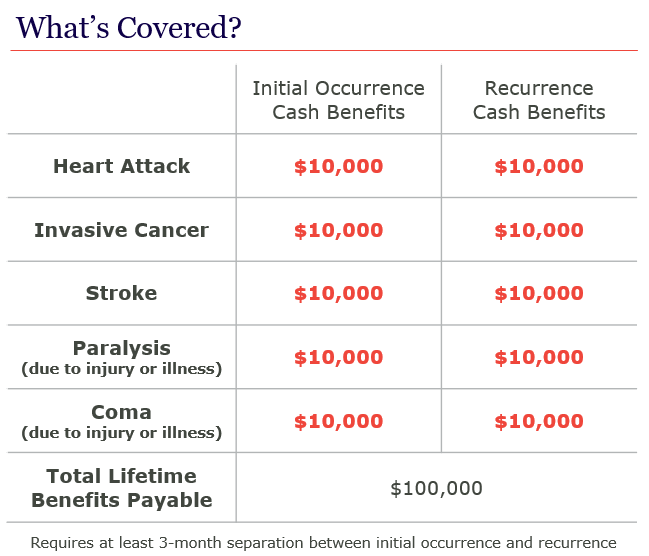 What's Covered?
Initial Occurrence
Cash Benefits
Recurrence
Cash Benefits
Heart Attack
$10,000
$10,000
Invasive Cancer
$10,000
$10,000
Stroke
$10,000
$10,000
Paralysis
(due to injury or illness)
$10,000
$10,000
Coma
(due to injury or illness)
$10,000
$10,000
Total Lifetime
Benefits Payable
$100,000
Requires at least 3-month separation between initial occurrence and recurrence